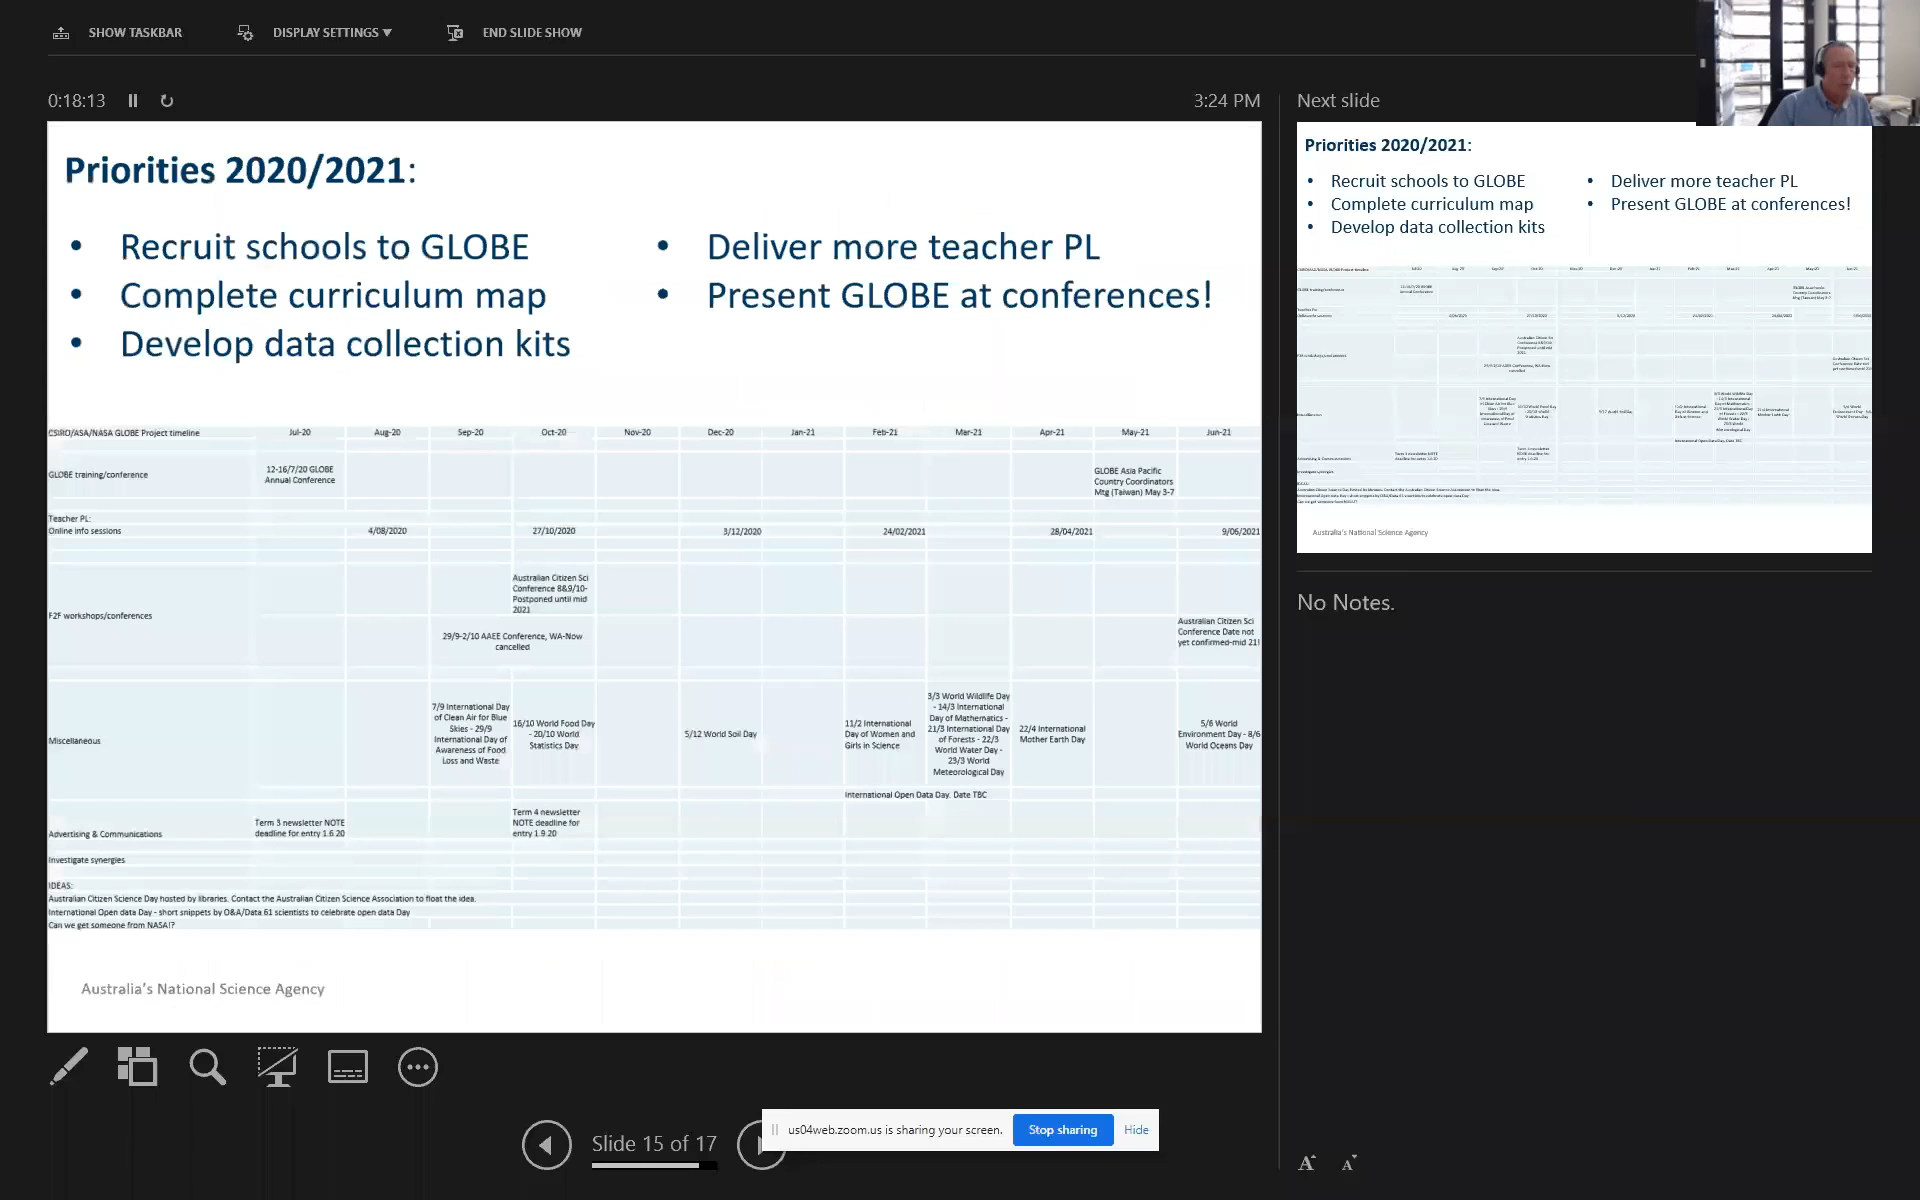 SHOW TASKBAR
DISPLAY SETTINGS ▼
END SLIDE SHOW
0:18:13
3:24 PM
Priorities 2020/2021:
• Recruit schools to GLOBE
• Complete curriculum map
• Develop data collection kits
• Deliver more teacher PL
• Present GLOBE at conferences!
CSIRO/ASA/NASA GLOBE Project timeline Jul-20 Aug-20 Sep-20 Oct-20 Nov-20 Dec-20 Jan-21 Feb-21 Mar-21 Apr-21 May-21 Jun-21
GLOBE training/conference
12-16/7/20 GLOBE
Annual Conference
GLOBE Asia Pacific
Country Coordinators
Mtg (Taiwan) May 3-7
Teacher PL:
Online info sessions 4/08/2020 27/10/2020 3/12/2020 24/02/2021 28/04/2021 9/06/2021
F2F workshops/conferences
Australian Citizen Sci
Conference 8&9/10-
Postponed until mid
2021
29/9-2/10 AAEE Conference, WA-Now
cancelled
Australian Citizen Sci
Conference Date not
yet confirmed-mid 21!
Miscellaneous
7/9 International Day
of Clean Air for Blue
Skies - 29/9
International Day of
Awareness of Food
Loss and Waste
16/10 World Food Day
- 20/10 World
Statistics Day
5/12 World Soil Day
11/2 International
Day of Women and
Girls in Science
3/3 World Wildlife Day
- 14/3 International
Day of Mathematics -
21/3 International Day
of Forests - 22/3
World Water Day -
23/3 World
Meteorological Day
22/4 International
Mother Earth Day
5/6 World
Environment Day - 8/6
World Oceans Day
International Open Data Day. Date TBC
Advertising & Communications
Term 3 newsletter NOTE
deadline for entry 1.6.20
Term 4 newsletter
NOTE deadline for
entry 1.9.20
Investigate synergies
IDEAS:
Australian Citizen Science Day hosted by libraries. Contact the Australian Citizen Science Association to float the idea.
International Open data Day - short snippets by O&A/Data 61 scientists to celebrate open data Day
Can we get someone from NASA!?
Australia's National Science Agency
Slide 15 of 17
us04web.zoom.us is sharing your screen.
Stop sharing
Hide
Next slide
Priorities 2020/2021:
• Recruit schools to GLOBE
• Complete curriculum map
• Develop data collection kits
• Deliver more teacher PL
• Present GLOBE at conferences!
Australia's National Science Agency
No Notes.
A A